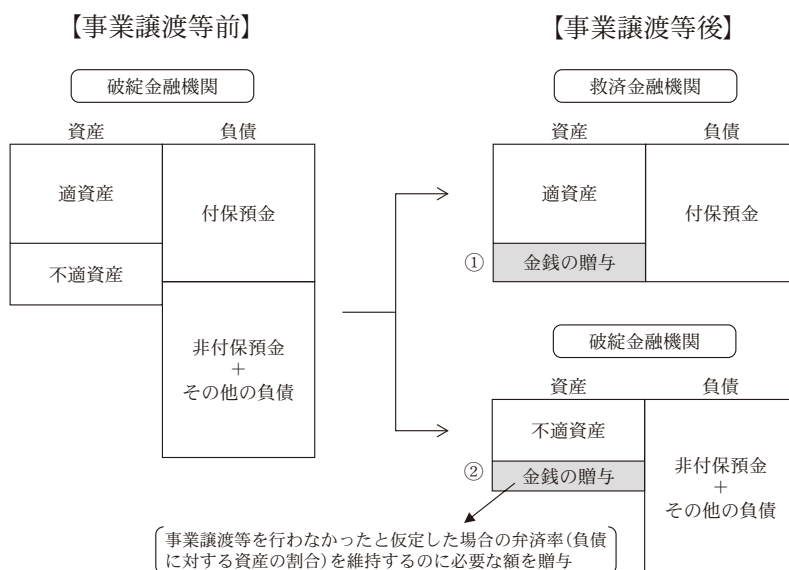 【事業譲渡等前】
破綻金融機関
資産
負債
適資産
付保預金
不適資産
非付保預金
+
その他の負債
【事業譲渡等後】
救済金融機関
資産
負債
適資産
付保預金
①
金銭の贈与
破綻金融機関
資産
負債
不適資産
②
金銭の贈与
非付保預金
+
その他の負債
事業譲渡等を行わなかったと仮定した場合の弁済率(負債
に対する資産の割合)を維持するのに必要な額を贈与